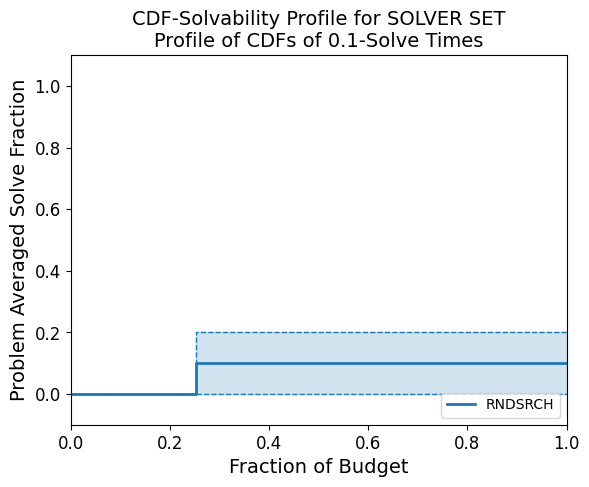 CDF-Solvability Profile for SOLVER SET
Profile of CDFs of 0.1-Solve Times
Problem Averaged Solve Fraction
1.0
0.8
0.6
0.4
0.2
0.0
RNDSRCH
0.0 0.2 0.4 0.6 0.8 1.0
Fraction of Budget